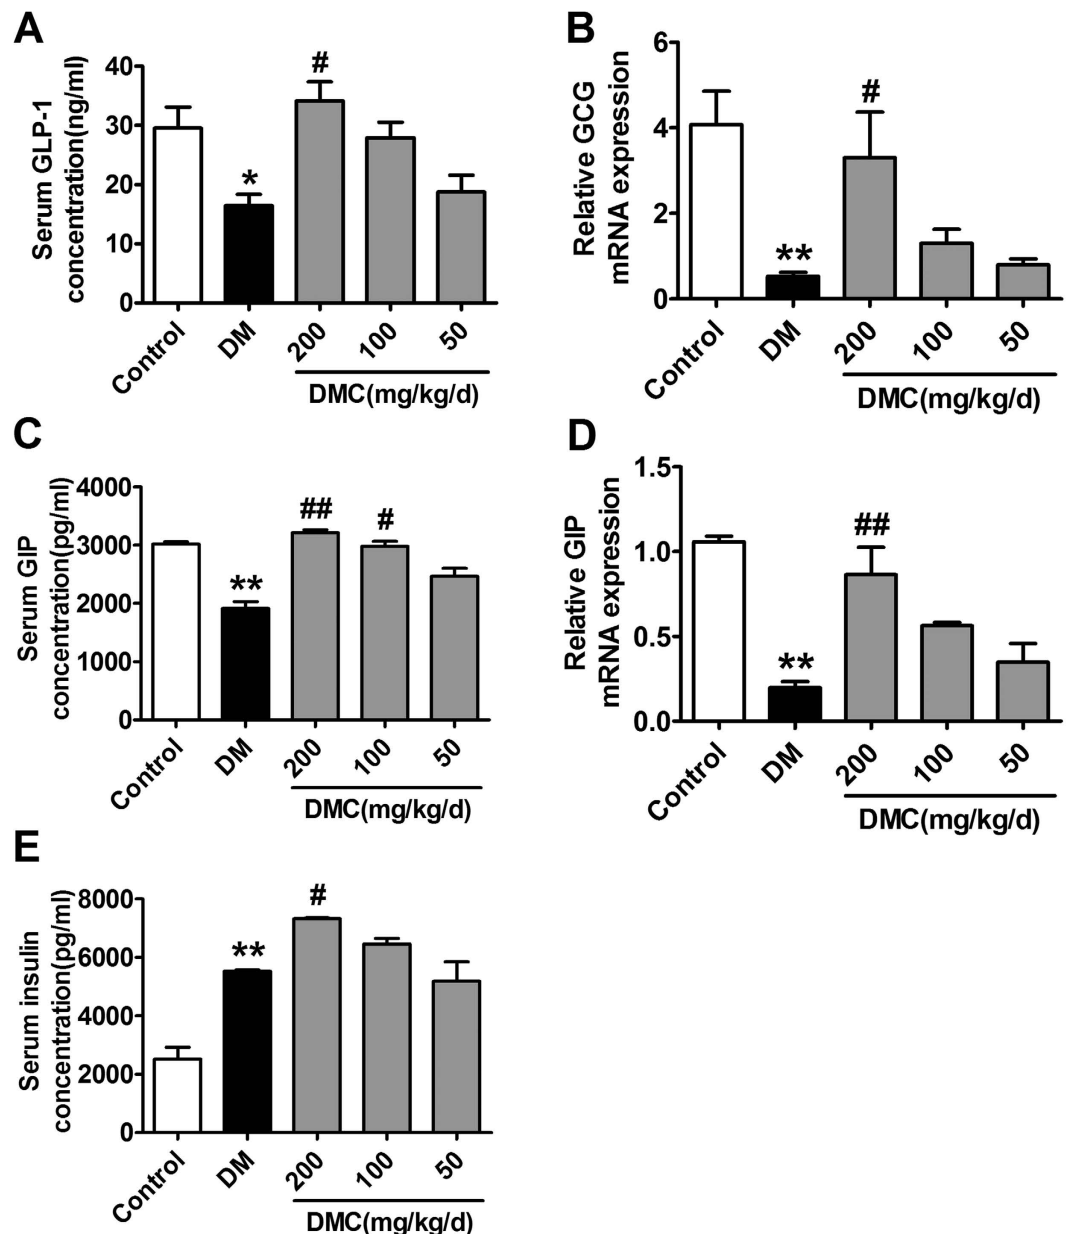 A
Serum GLP-1
concentration(ng/ml)
40
30
20
10
0
#
*
Control
DM
200
100
50
DMC(mg/kg/d)
B
Relative GCG
mRNA expression
6
4
2
0
#
**
Control
DM
200
100
50
DMC(mg/kg/d)
C
Serum GIP
concentration(pg/ml)
4000
3000
2000
1000
0
**
##
#
Control
DM
200
100
50
DMC(mg/kg/d)
D
Relative GIP
mRNA expression
1.5
1.0
0.5
0.0
**
##
Control
DM
200
100
50
DMC(mg/kg/d)
E
Serum insulin
concentration(pg/ml)
8000
6000
4000
2000
0
**
#
Control
DM
200
100
50
DMC(mg/kg/d)